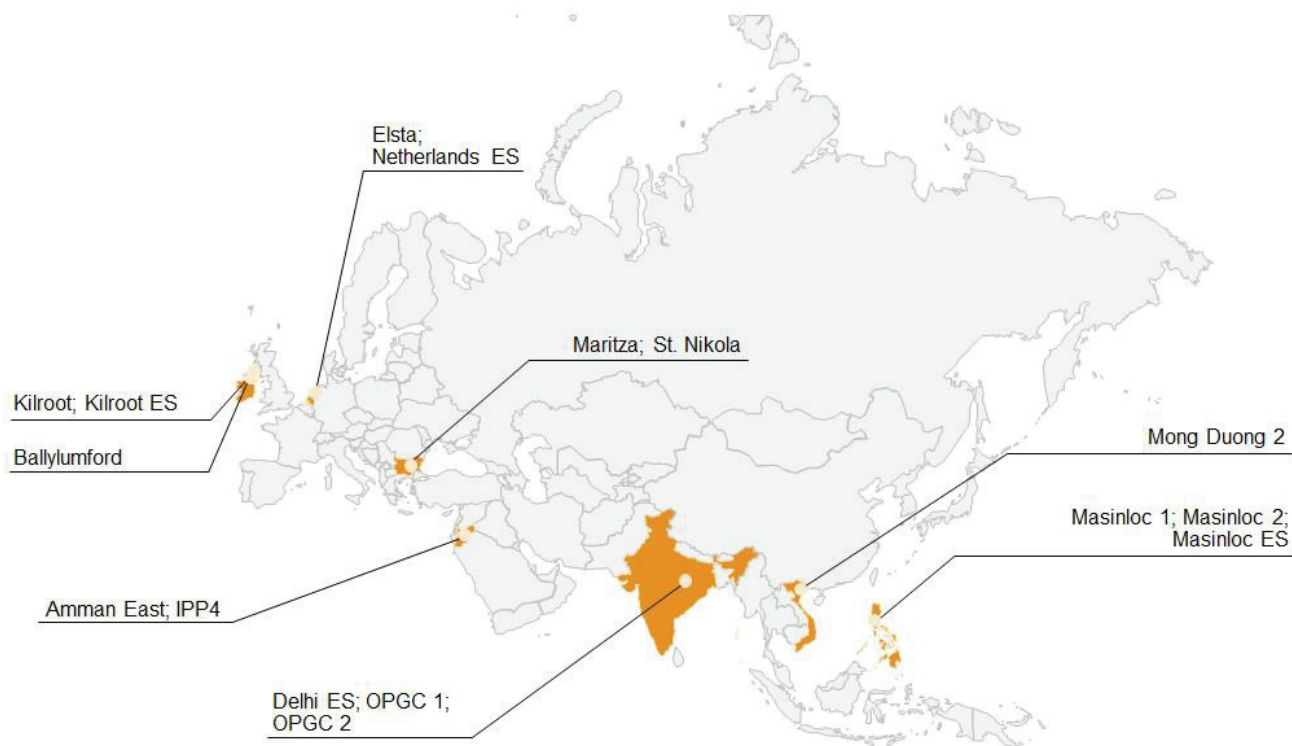 Elsta;
Netherlands ES
Maritza; St. Nikola
Kilroot; Kilroot ES
Ballylumford
Mong Duong 2
Masinloc 1; Masinloc 2;
Masinloc ES
Amman East; IPP4
Delhi ES; OPGC 1;
OPGC 2